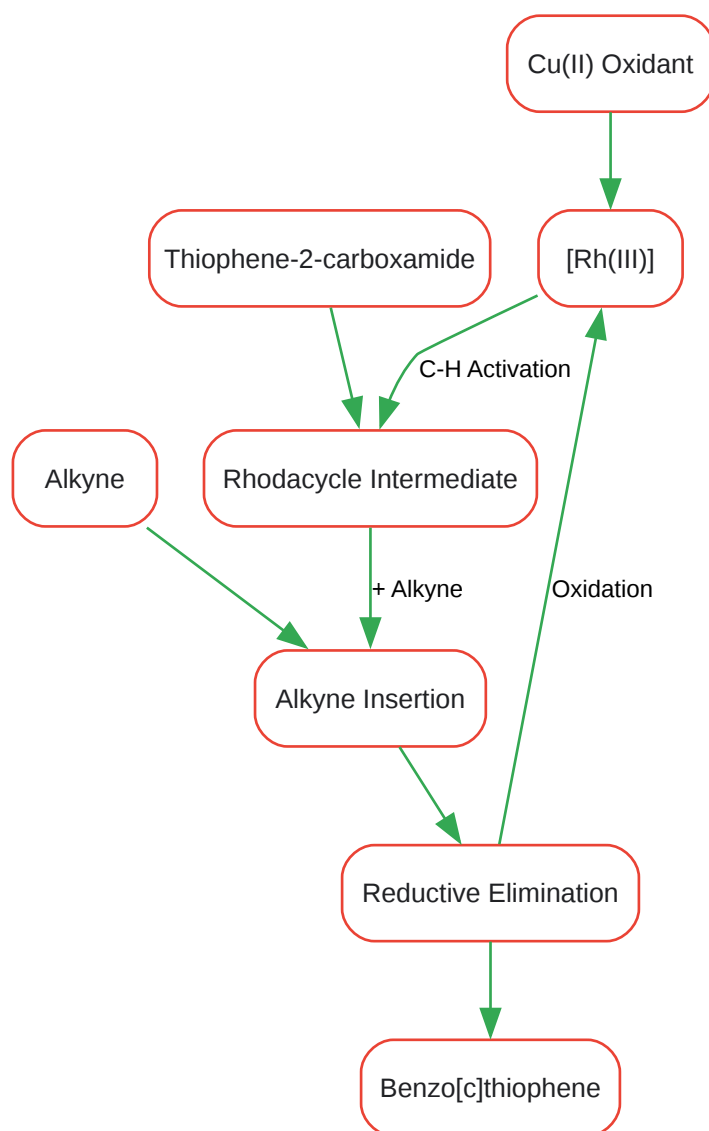 Cu(II) Oxidant
Thiophene-2-carboxamide
[Rh(III)]
C-H Activation
Alkyne
Rhodacycle Intermediate
+ Alkyne
Oxidation
Alkyne Insertion
Reductive Elimination
Benzo[c]thiophene